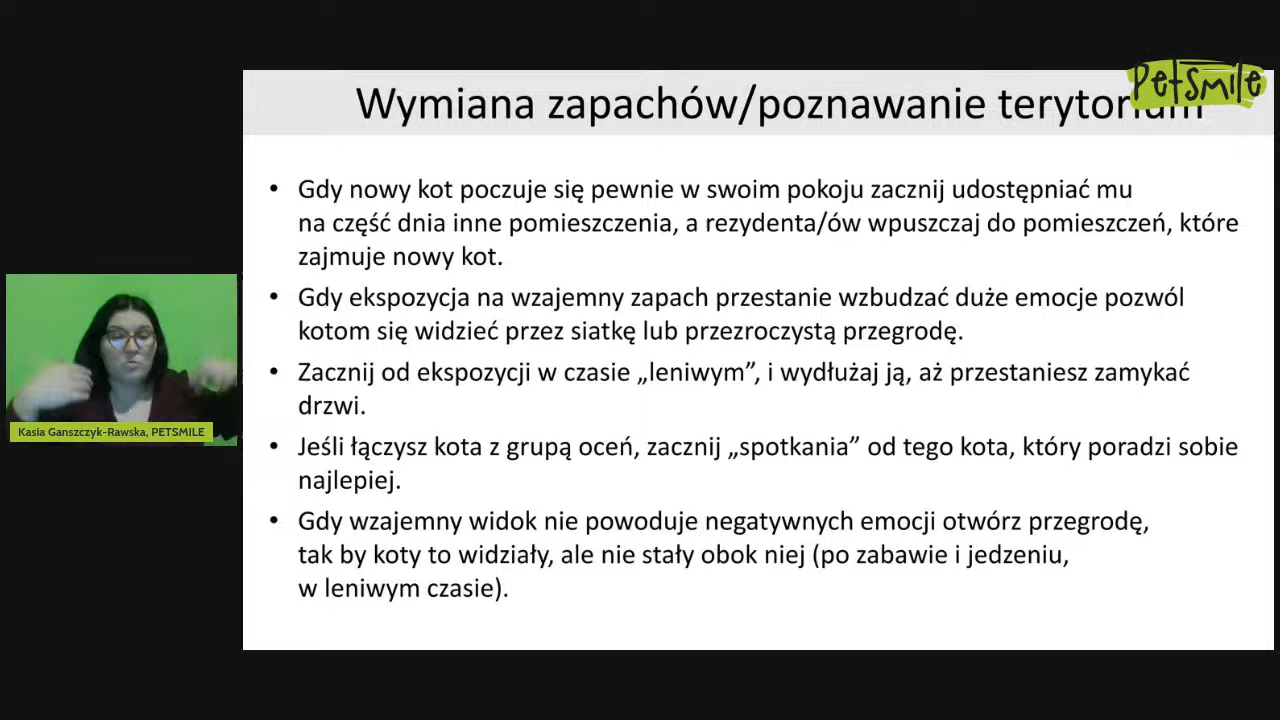 PetSmile
Wymiana zapachów/poznawanie terytorium
• Gdy nowy kot poczuje się pewnie w swoim pokoju zacznij udostępniać mu
na część dnia inne pomieszczenia, a rezydenta/ów wpuszczaj do pomieszczeń, które
zajmuje nowy kot.
• Gdy ekspozycja na wzajemny zapach przestanie wzbudzać duże emocje pozwól
kotom się widzieć przez siatkę lub przezroczystą przegrodę.
• Zacznij od ekspozycji w czasie „leniwym”, i wydłużaj ją, aż przestaniesz zamykać
drzwi.
• Jeśli łączysz kota z grupą oceń, zacznij „spotkania” od tego kota, który poradzi sobie
najlepiej.
• Gdy wzajemny widok nie powoduje negatywnych emocji otwórz przegrodę,
tak by koty to widziały, ale nie stały obok niej (po zabawie i jedzeniu,
w leniwym czasie).
Kasia Ganszczyk-Rawska, PETSMILE